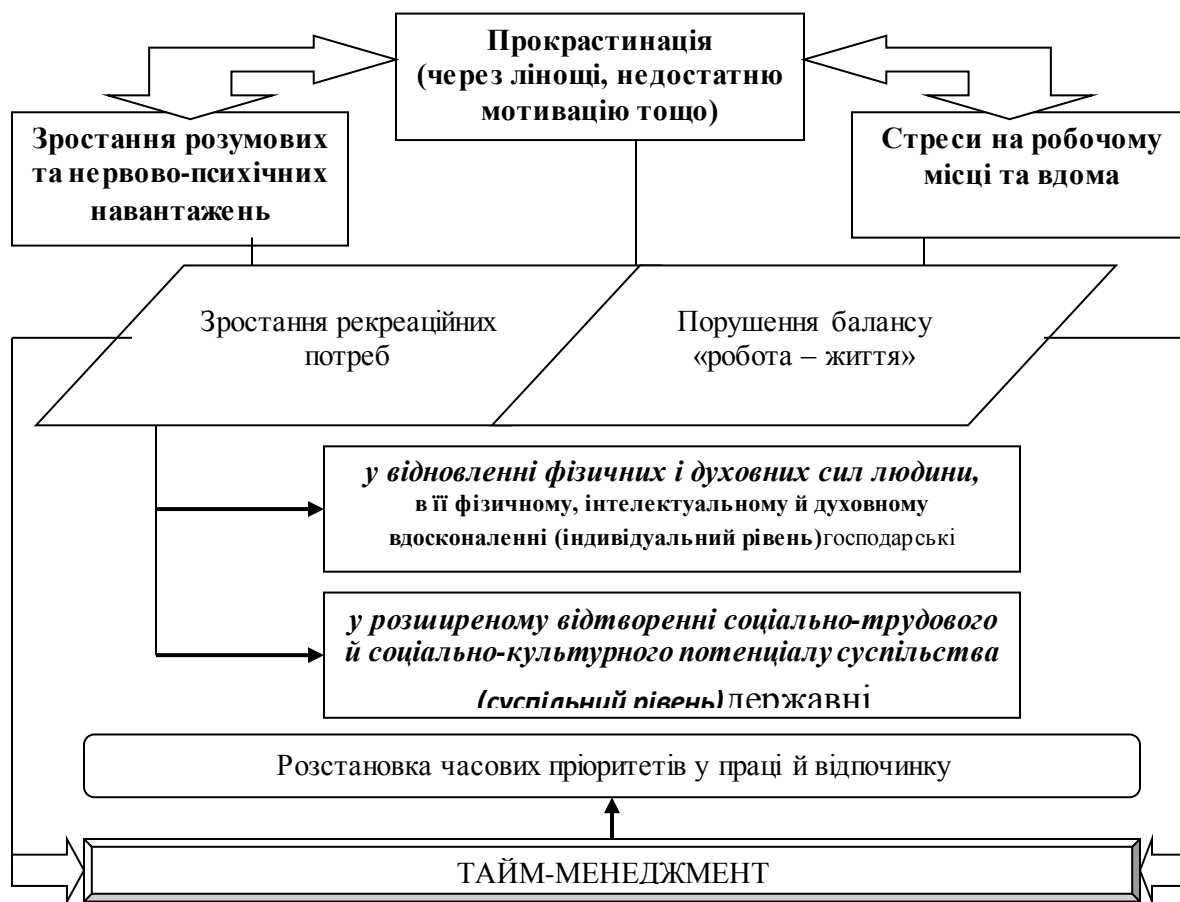 Прокрастинація
(через лінощі, недостатню
мотивацію тощо)
Зростання розумових
та нервово-психічних
навантажень
Стреси на робочому
місці та вдома
Зростання рекреаційних
потреб
Порушення балансу
«робота – життя»
у відновленні фізичних і духовних сил людини,
в її фізичному, інтелектуальному й духовному
вдосконаленні (індивідуальний рівень)господарські
у розширеному відтворенні соціально-трудового
й соціально-культурного потенціалу суспільства
(суспільний рівень)державні
Розстановка часових пріоритетів у праці й відпочинку
ТАЙМ-МЕНЕДЖМЕНТ